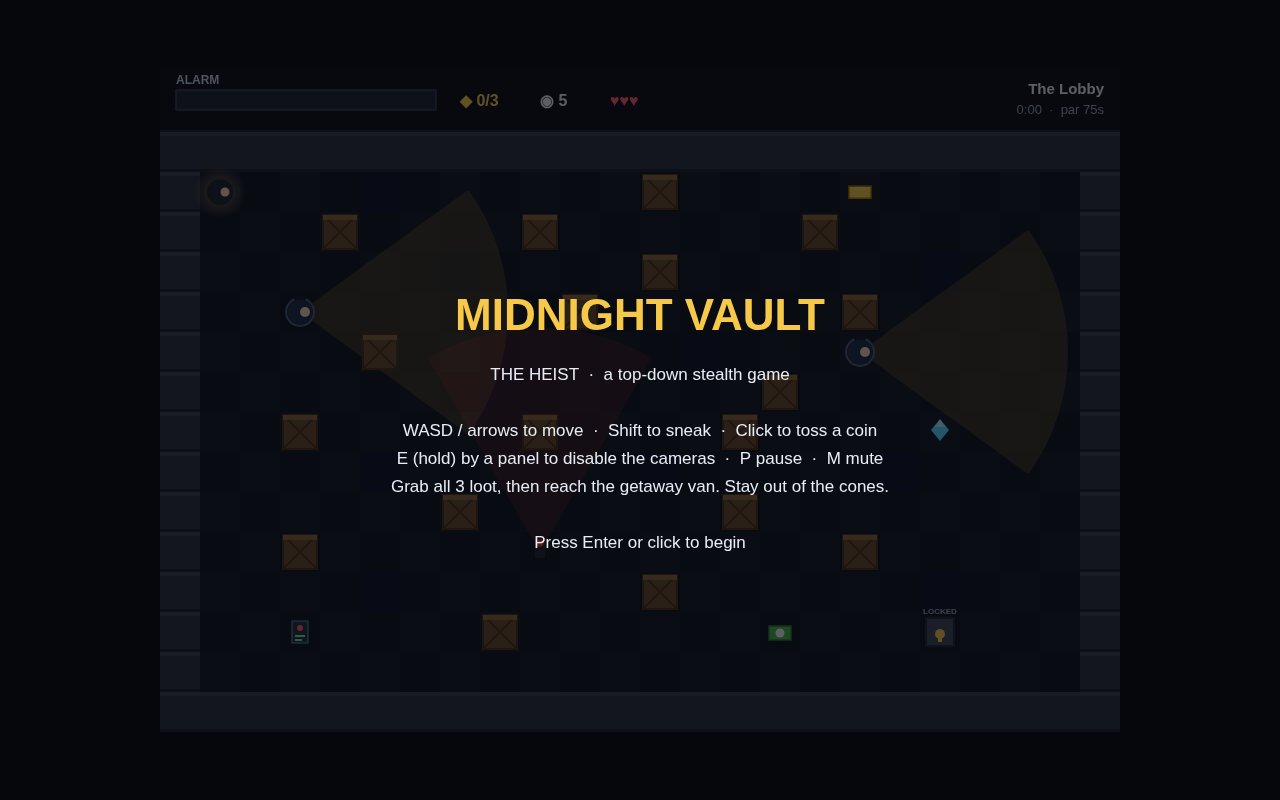 ALARM
◆ 0/3 ◉ 5 ♥♥♥
The Lobby
0:00 · par 75s
MIDNIGHT VAULT
THE HEIST · a top-down stealth game
WASD / arrows to move · Shift to sneak · Click to toss a coin
E (hold) by a panel to disable the cameras · P pause · M mute
Grab all 3 loot, then reach the getaway van. Stay out of the cones.
Press Enter or click to begin
LOCKED